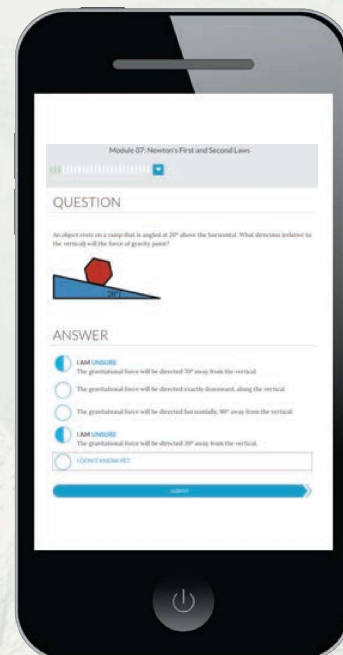 Module 07: Newton's First and Second Laws
QUESTION
An object rests on a ramp that is angled at 20° above the horizontal. What direction (relative to
the vertical) will the force of gravity point?
20°
ANSWER
I AM UNSURE
The gravitational force will be directed 70° away from the vertical.
The gravitational force will be directed exactly downward, along the vertical.
The gravitational force will be directed horizontally, 90° away from the vertical.
I AM UNSURE
The gravitational force will be directed 20° away from the vertical.
I DON'T KNOW YET
SUBMIT